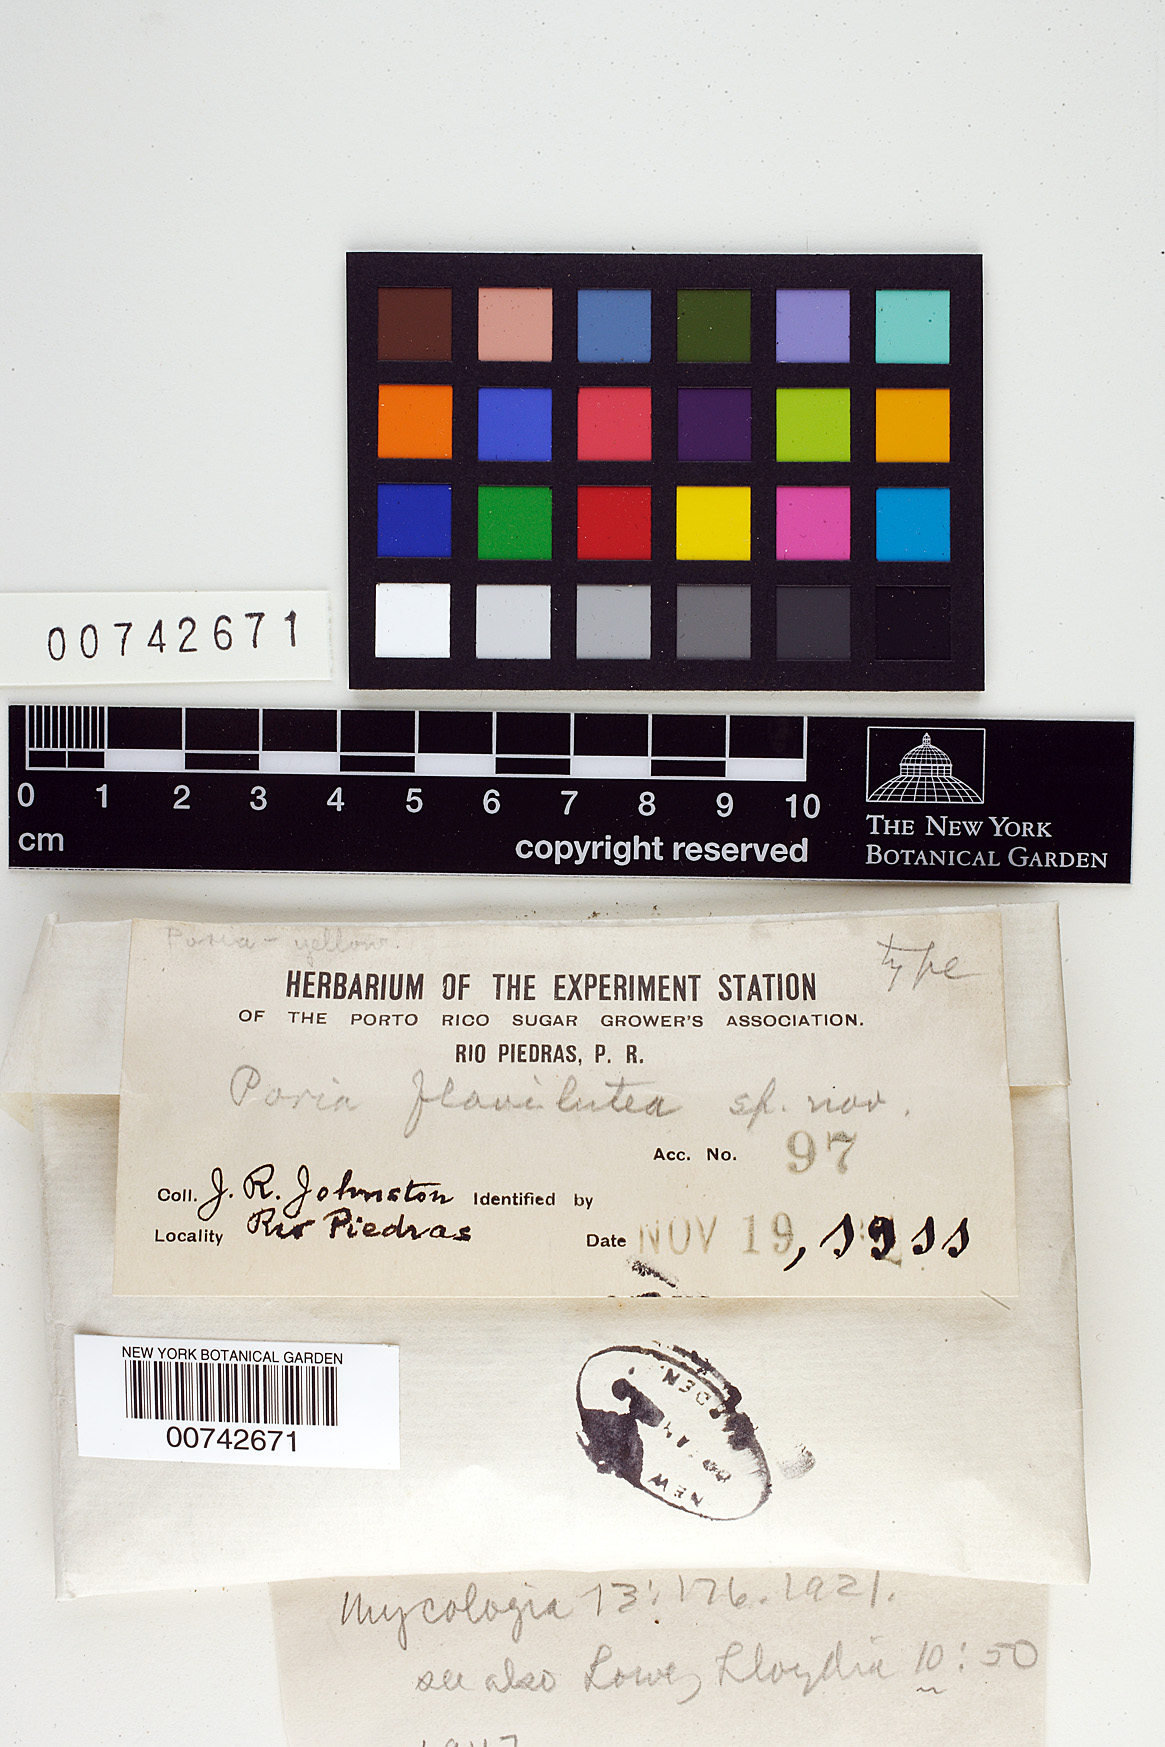 00742671
0 1 2 3 4 5 6 7 8 9 10
cm
copyright reserved
THE NEW YORK
BOTANICAL GARDEN
Poria - yellow.
type
HERBARIUM OF THE EXPERIMENT STATION
OF THE PORTO RICO SUGAR GROWER'S ASSOCIATION.
RIO PIEDRAS, P. R.
Poria flavilutea sp. nov.
Acc. No. 97
Coll. J. R. Johnston Identified by
Locality Rio Piedras
Date NOV 19, 1911
NEW YORK BOTANICAL GARDEN
00742671
NEW
Mycologia 13:176. 1921.
see also Lowe, Lloydia 10:50
1947